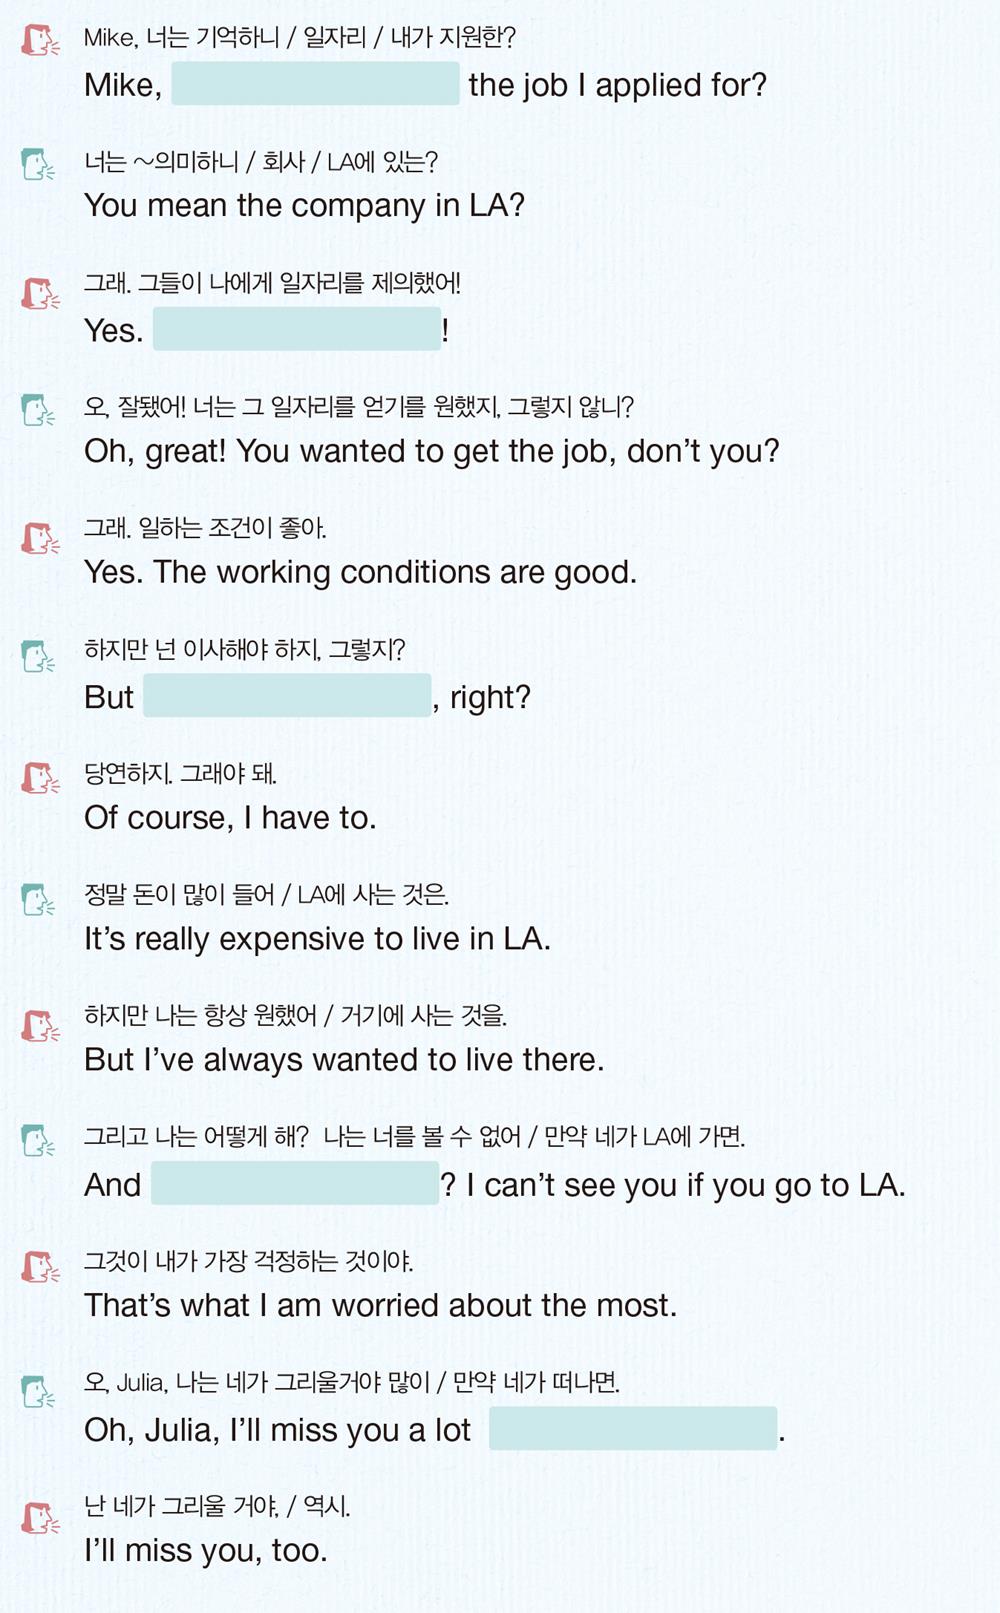 Mike, 너는 기억하니 / 일자리 / 내가 지원한?
Mike, the job I applied for?
너는 ~의미하니 / 회사 / LA에 있는?
You mean the company in LA?
그래. 그들이 나에게 일자리를 제의했어!
Yes. !
오, 잘됐어! 너는 그 일자리를 얻기를 원했지, 그렇지 않니?
Oh, great! You wanted to get the job, don’t you?
그래. 일하는 조건이 좋아.
Yes. The working conditions are good.
하지만 넌 이사해야 하지, 그렇지?
But , right?
당연하지. 그래야 돼.
Of course, I have to.
정말 돈이 많이 들어 / LA에 사는 것은.
It’s really expensive to live in LA.
하지만 나는 항상 원했어 / 거기에 사는 것을.
But I’ve always wanted to live there.
그리고 나는 어떻게 해? 나는 너를 볼 수 없어 / 만약 네가 LA에 가면.
And ? I can’t see you if you go to LA.
그것이 내가 가장 걱정하는 것이야.
That’s what I am worried about the most.
오, Julia, 나는 네가 그리울거야 많이 / 만약 네가 떠나면.
Oh, Julia, I’ll miss you a lot .
난 네가 그리울 거야, / 역시.
I’ll miss you, too.